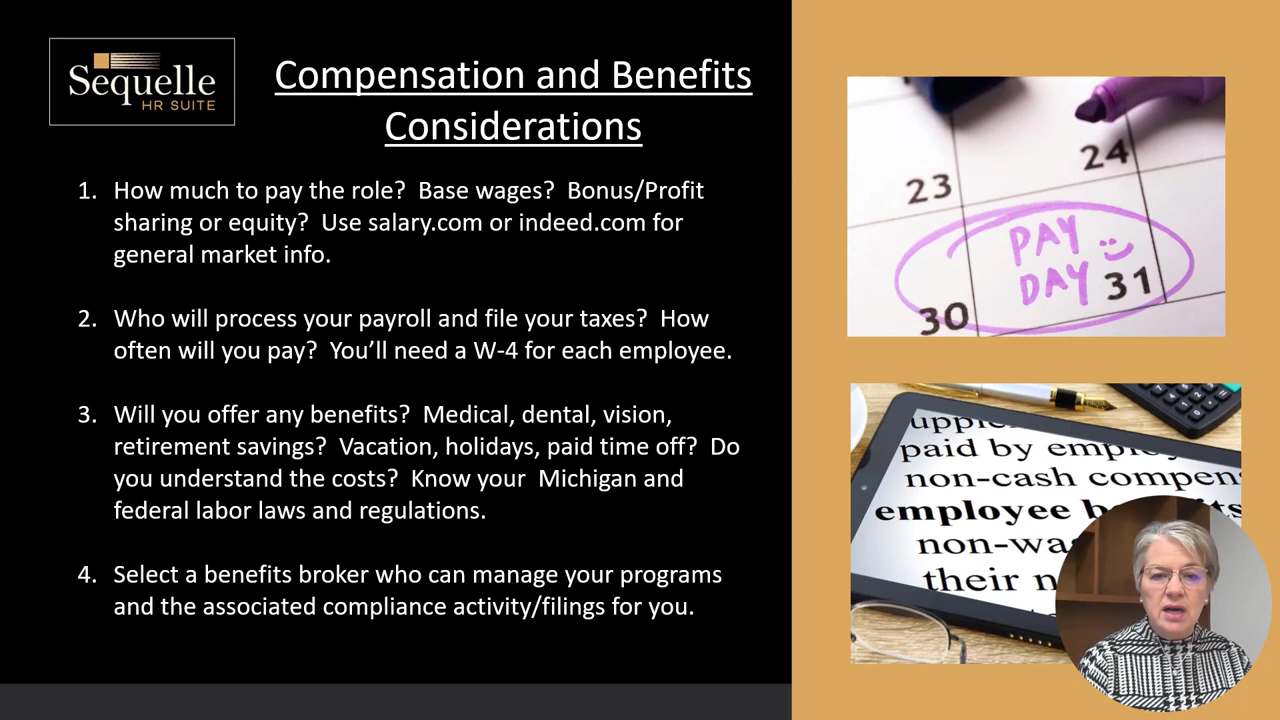 Sequelle
HR SUITE
Compensation and Benefits
Considerations
1. How much to pay the role? Base wages? Bonus/Profit
sharing or equity? Use salary.com or indeed.com for
general market info.
2. Who will process your payroll and file your taxes? How
often will you pay? You’ll need a W-4 for each employee.
3. Will you offer any benefits? Medical, dental, vision,
retirement savings? Vacation, holidays, paid time off? Do
you understand the costs? Know your Michigan and
federal labor laws and regulations.
4. Select a benefits broker who can manage your programs
and the associated compliance activity/filings for you.
23 24
PAY
DAY 31
30
paid by
non-cash
employee
their